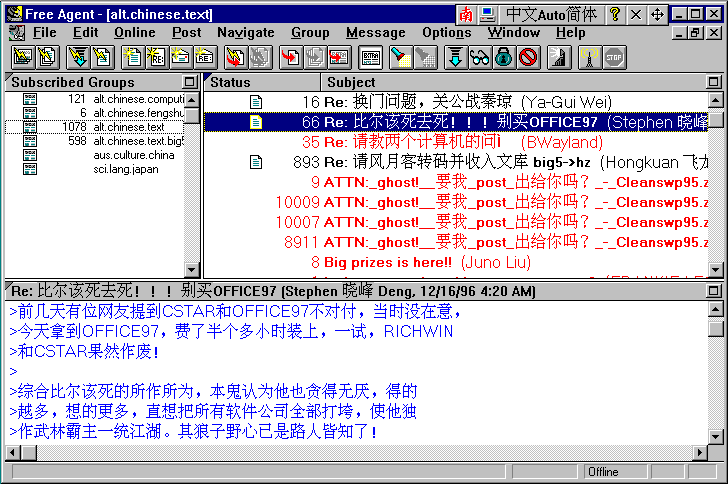 Free Agent - [alt.chinese.text]
南 中文Auto简体 ?
File Edit Online Post Navigate Group Message Options Window Help
Subscribed Groups
121 alt.chinese.computi
6 alt.chinese.fengshu
1078 alt.chinese.text
598 alt.chinese.text.big5
aus.culture.china
sci.lang.japan
Status Subject
16 Re: 换门问题，关公战秦琼 (Ya-Gui Wei)
66 Re: 比尔该死去死！！！别买OFFICE97 (Stephen 晓峰
35 Re: 请教两个计算机的问i (BWayland)
893 Re: 请风月客转码并收入文库 big5->hz (Hongkuan 飞龙
9 ATTN:_ghost!__要我_post_出给你吗？_-_Cleanswp95.z
10009 ATTN:_ghost!__要我_post_出给你吗？_-_Cleanswp95.z
10007 ATTN:_ghost!__要我_post_出给你吗？_-_Cleanswp95.z
8911 ATTN:_ghost!__要我_post_出给你吗？_-_Cleanswp95.z
8 Big prizes is here!! (Juno Liu)
Re: 比尔该死去死！！！别买OFFICE97 (Stephen 晓峰 Deng, 12/16/96 4:20 AM)
>前几天有位网友提到CSTAR和OFFICE97不对付，当时没在意，
>今天拿到OFFICE97，费了半个多小时装上，一试，RICHWIN
>和CSTAR果然作废！
>
>综合比尔该死的所作所为，本鬼认为他也贪得无厌，得的
>越多，想的更多，直想把所有软件公司全部打垮，使他独
>作武林霸主一统江湖。其狼子野心已是路人皆知了！
Offline